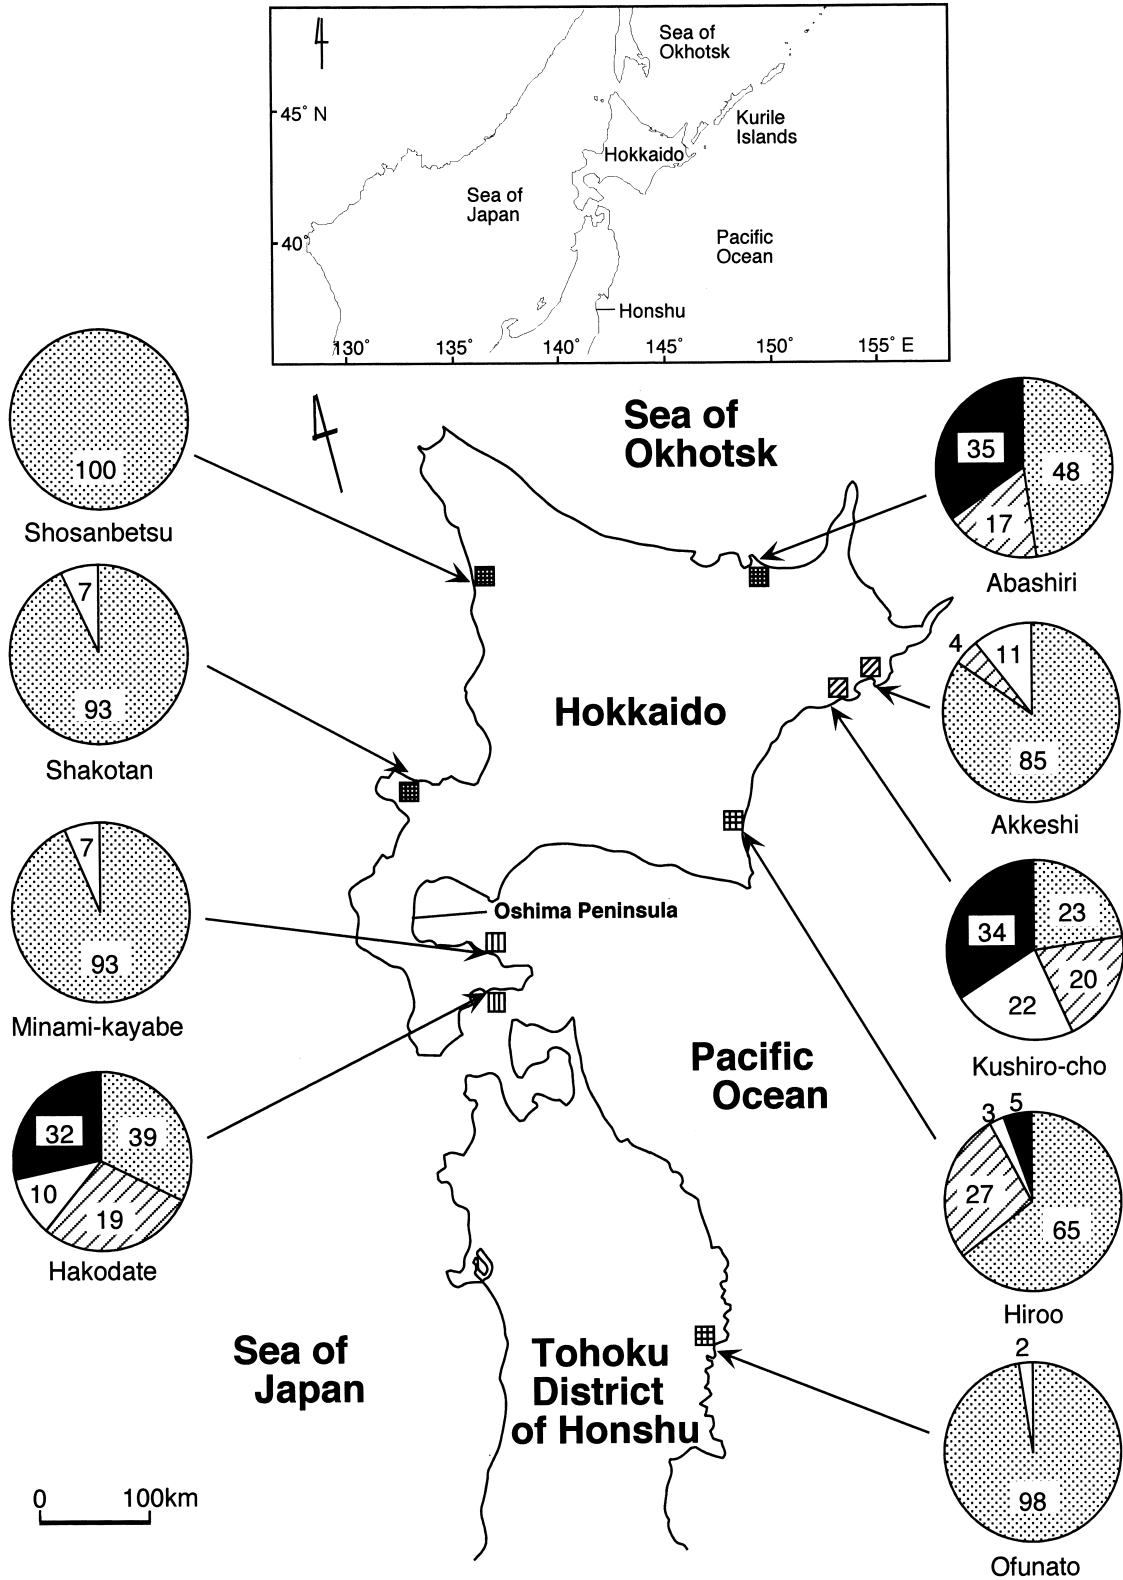 Sea of
Okhotsk
45° N
Kurile
Islands
Hokkaido
Sea of
Japan
40°
Pacific
Ocean
Honshu
130°
135°
140°
145°
150°
155° E
Sea of
Okhotsk
100
Shosanbetsu
35
48
17
Abashiri
7
93
Shakotan
4
11
85
Akkeshi
Hokkaido
7
93
Minami-kayabe
Oshima Peninsula
34
23
20
22
Kushiro-cho
Pacific
Ocean
32
39
10
19
Hakodate
3
5
27
65
Hiroo
Sea of
Japan
Tohoku
District
of Honshu
2
98
Ofunato
0
100km